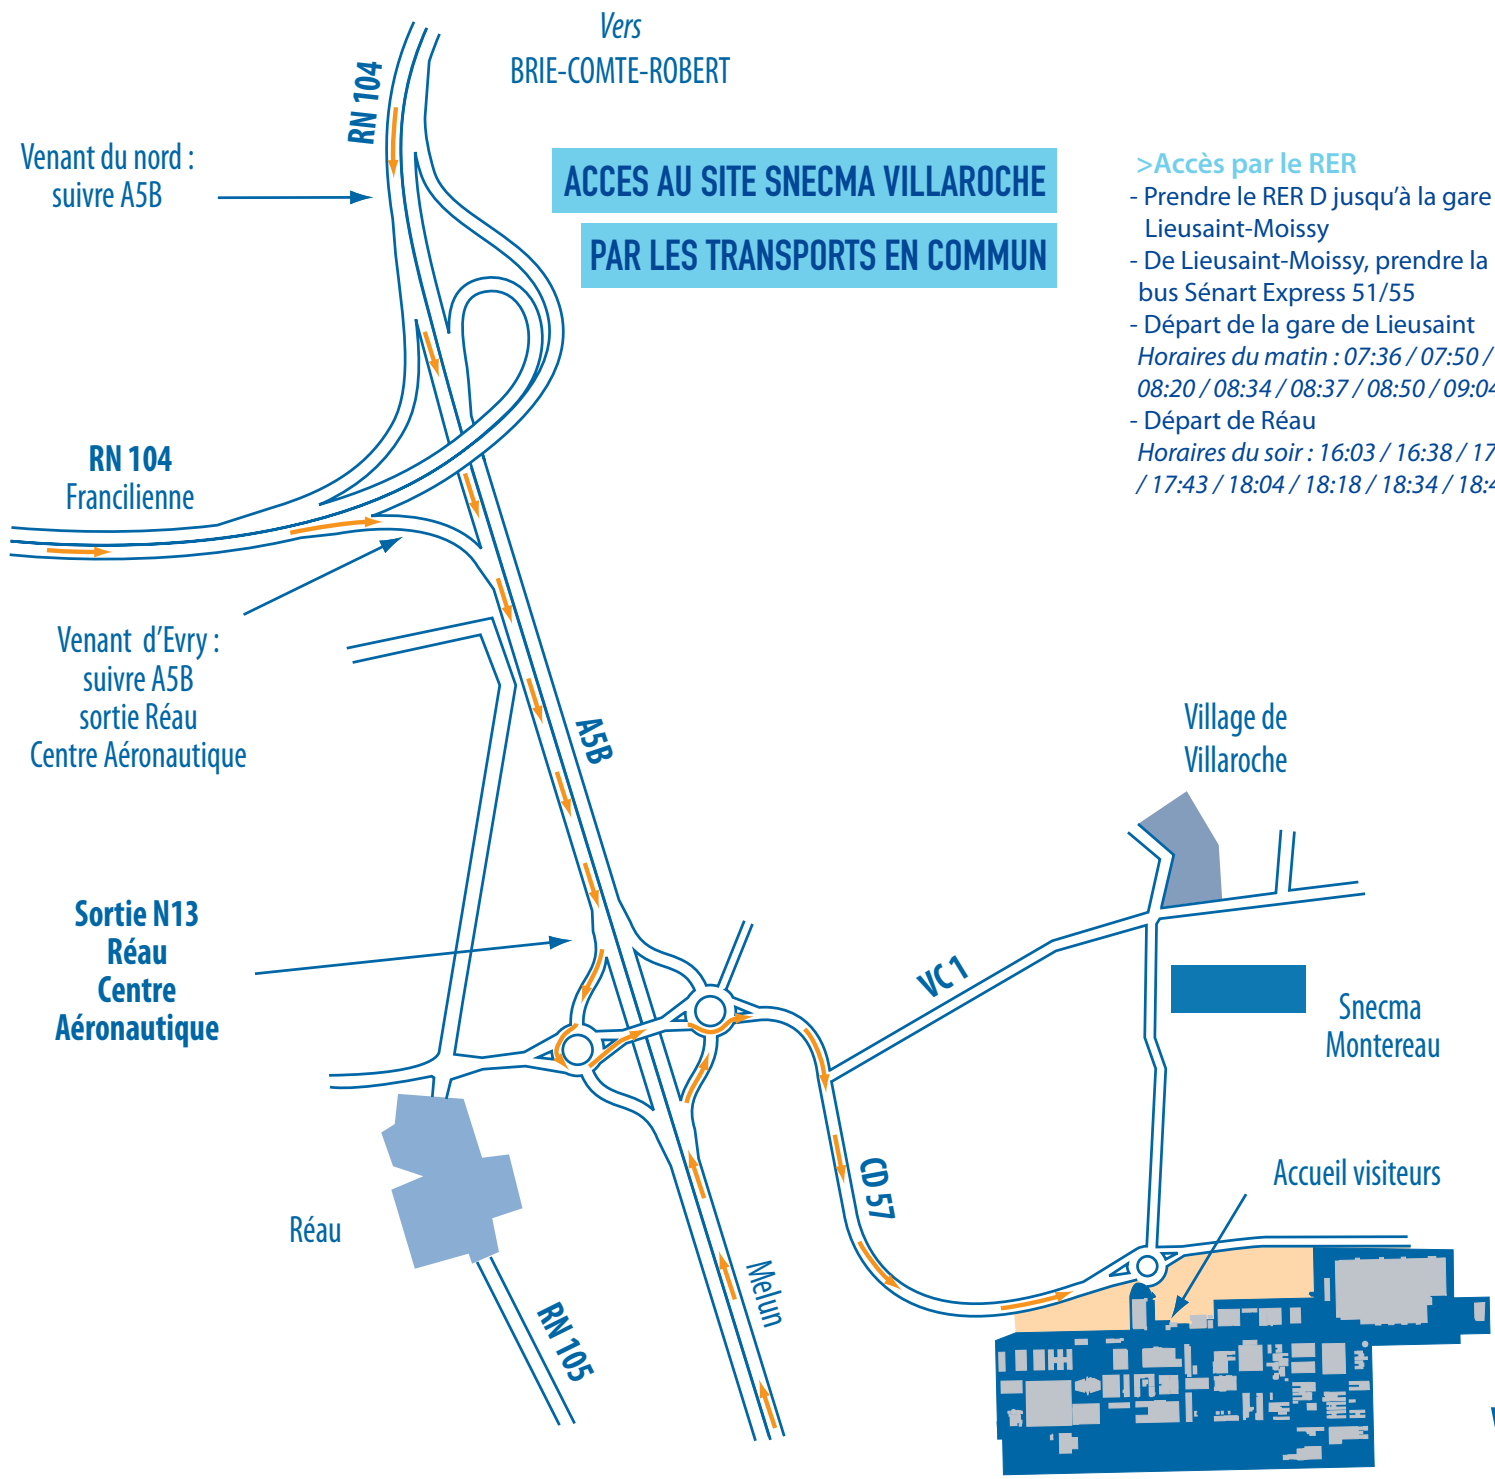 Vers
BRIE-COMTE-ROBERT
RN 104
Venant du nord :
suivre A5B
ACCES AU SITE SNECMA VILLAROCHE
PAR LES TRANSPORTS EN COMMUN
>Accès par le RER
- Prendre le RER D jusqu'à la gare
Lieusaint-Moissy
- De Lieusaint-Moissy, prendre la
bus Sénart Express 51/55
- Départ de la gare de Lieusaint
Horaires du matin : 07:36 / 07:50 /
08:20 / 08:34 / 08:37 / 08:50 / 09:04
- Départ de Réau
Horaires du soir : 16:03 / 16:38 / 17
/ 17:43 / 18:04 / 18:18 / 18:34 / 18:4
RN 104
Francilienne
Venant d'Evry :
suivre A5B
sortie Réau
Centre Aéronautique
A5B
Village de
Villaroche
Sortie N13
Réau
Centre
Aéronautique
VC 1
Snecma
Montereau
CD 57
Accueil visiteurs
Réau
Melun
RN 105